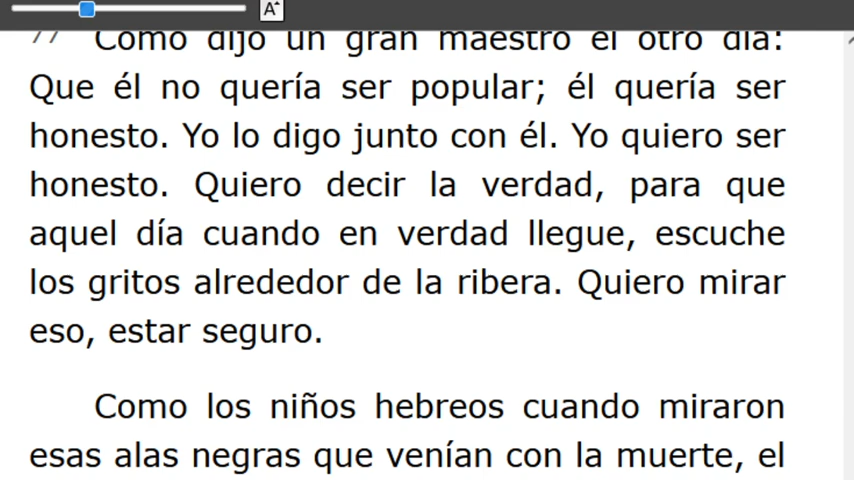 A
77 Como dijo un gran maestro el otro día:
Que él no quería ser popular; él quería ser
honesto. Yo lo digo junto con él. Yo quiero ser
honesto. Quiero decir la verdad, para que
aquel día cuando en verdad llegue, escuche
los gritos alrededor de la ribera. Quiero mirar
eso, estar seguro.
Como los niños hebreos cuando miraron
esas alas negras que venían con la muerte, el